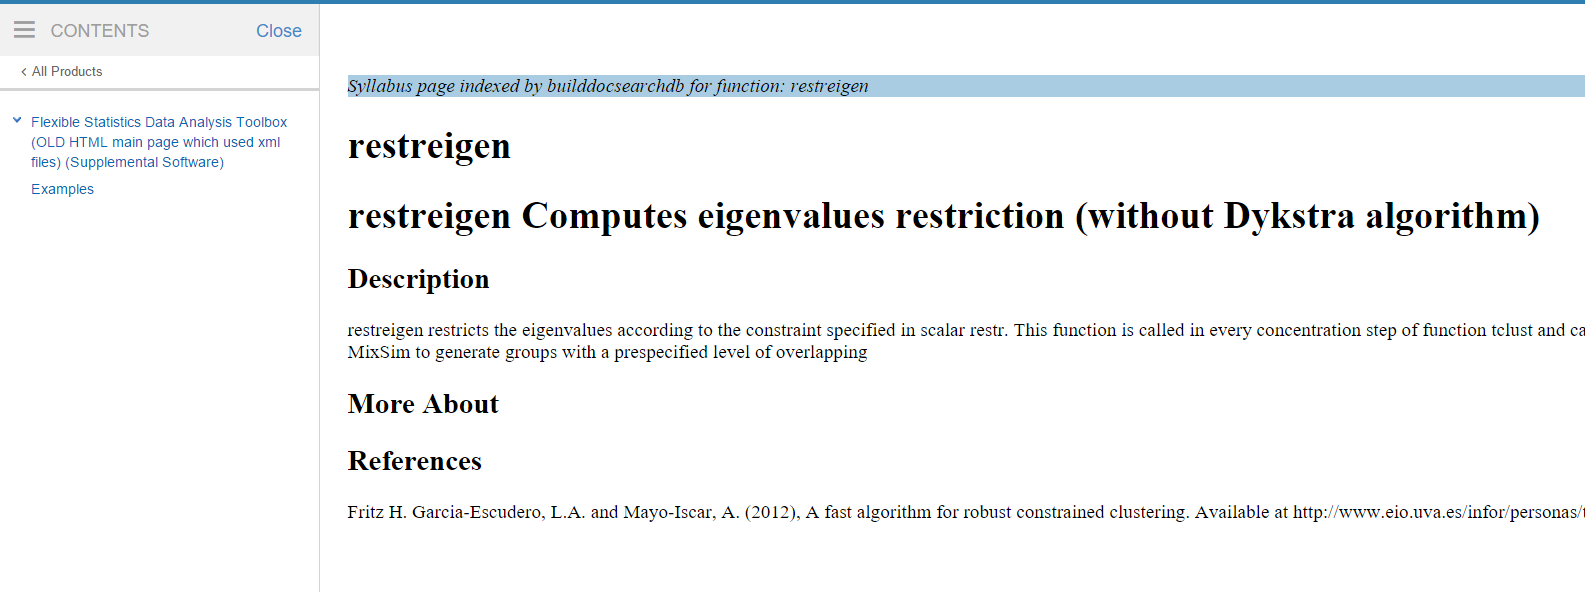 CONTENTS
Close
All Products
Flexible Statistics Data Analysis Toolbox
(OLD HTML main page which used xml
files) (Supplemental Software)
Examples
Syllabus page indexed by builddocsearchdb for function: restreigen
restreigen
restreigen Computes eigenvalues restriction (without Dykstra algorithm)
Description
restreigen restricts the eigenvalues according to the constraint specified in scalar restr. This function is called in every concentration step of function tclust and ca
MixSim to generate groups with a prespecified level of overlapping
More About
References
Fritz H. Garcia-Escudero, L.A. and Mayo-Iscar, A. (2012), A fast algorithm for robust constrained clustering. Available at http://www.eio.uva.es/infor/personas/t